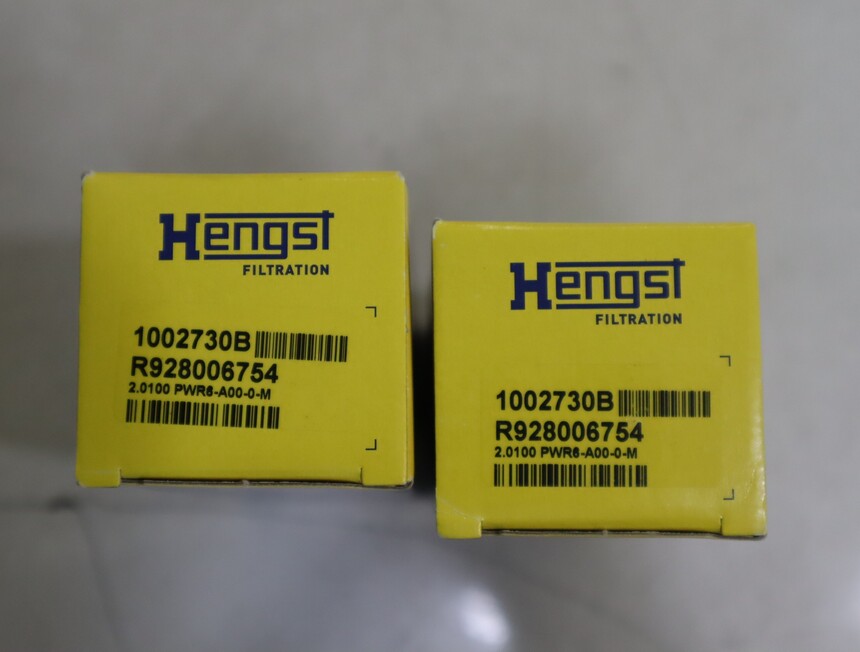 Hengst
FILTRATION
1002730B
R928006754
2.0100 PWR6-A00-0-M
Hengst
FILTRATION
1002730B
R928006754
2.0100 PWR6-A00-0-M